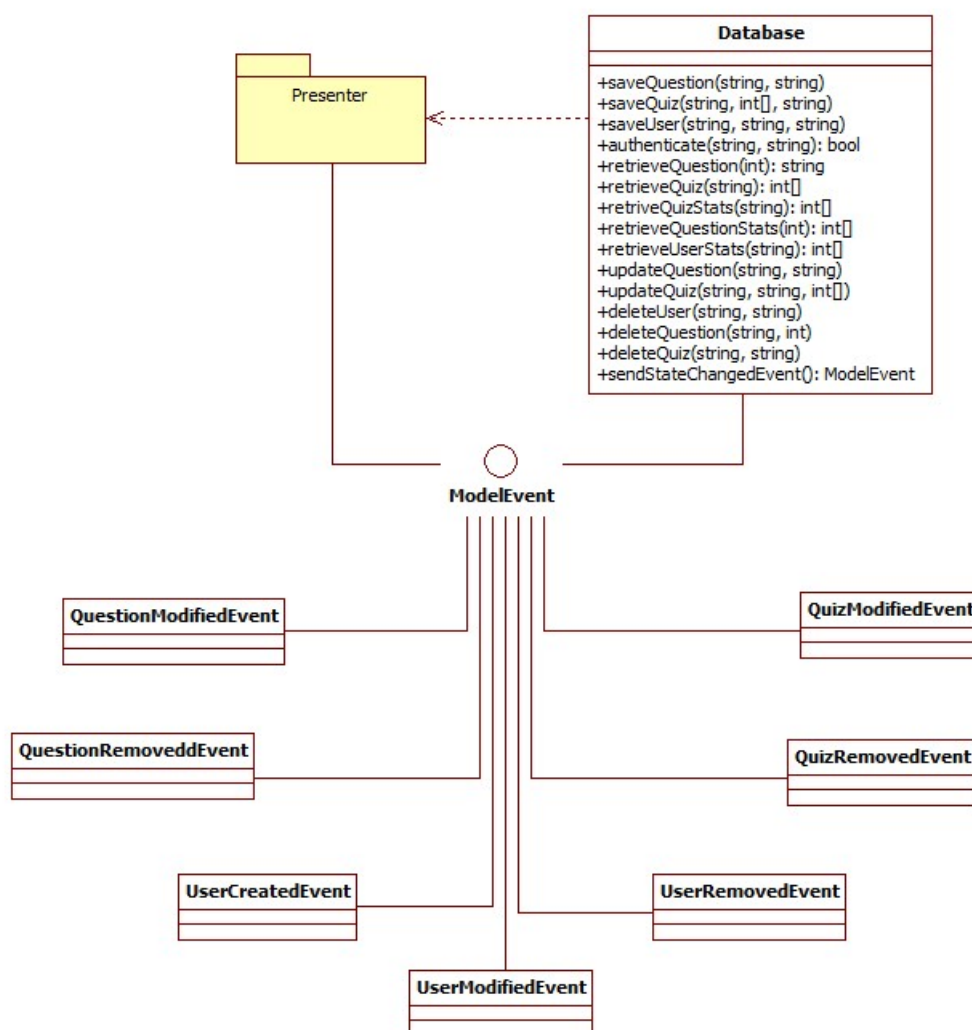 Database
Presenter
+saveQuestion(string, string)
+saveQuiz(string, int[], string)
+saveUser(string, string, string)
+authenticate(string, string): bool
+retrieveQuestion(int): string
+retrieveQuiz(string): int[]
+retriveQuizStats(string): int[]
+retrieveQuestionStats(int): int[]
+retrieveUserStats(string): int[]
+updateQuestion(string, string)
+updateQuiz(string, string, int[])
+deleteUser(string, string)
+deleteQuestion(string, int)
+deleteQuiz(string, string)
+sendStateChangedEvent(): ModelEvent
ModelEvent
QuestionModifiedEvent
QuizModifiedEvent
QuestionRemoveddEvent
QuizRemovedEvent
UserCreatedEvent
UserRemovedEvent
UserModifiedEvent